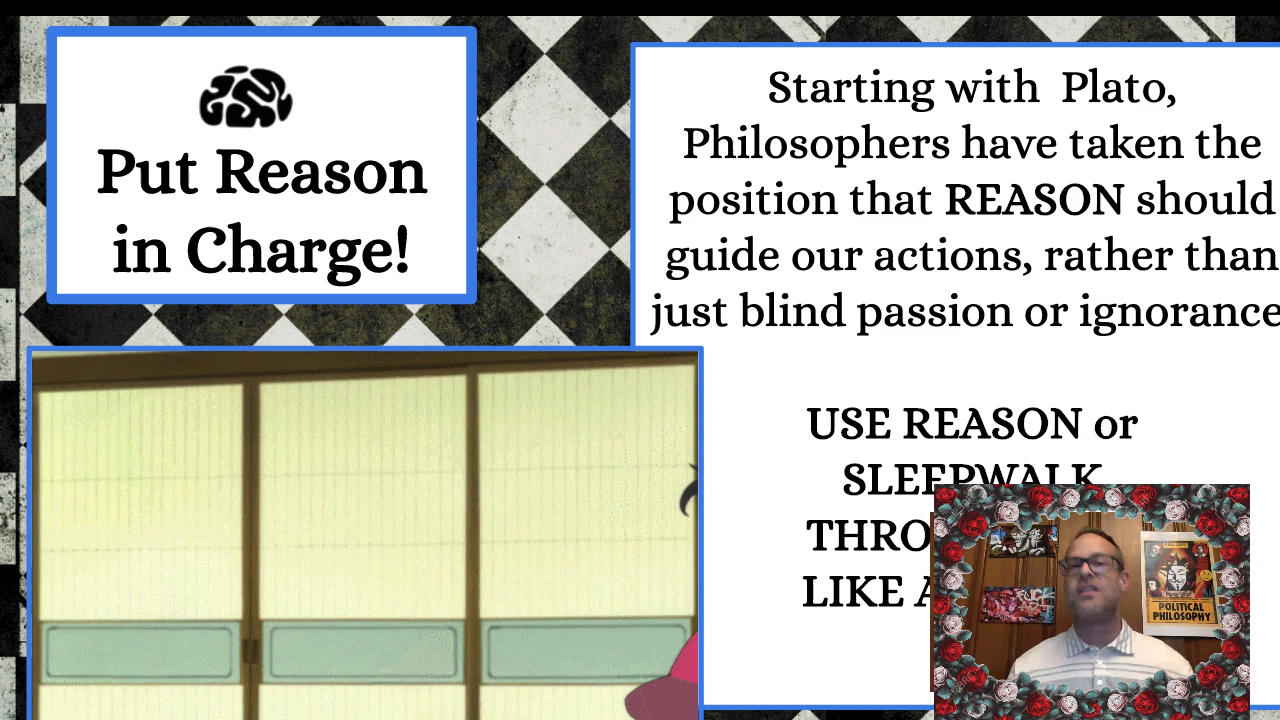 Put Reason
in Charge!
Starting with Plato,
Philosophers have taken the
position that REASON should
guide our actions, rather than
just blind passion or ignorance
USE REASON or
SLEEPWALK
THRO
LIKE A
POLITICAL
PHILOSOPHY